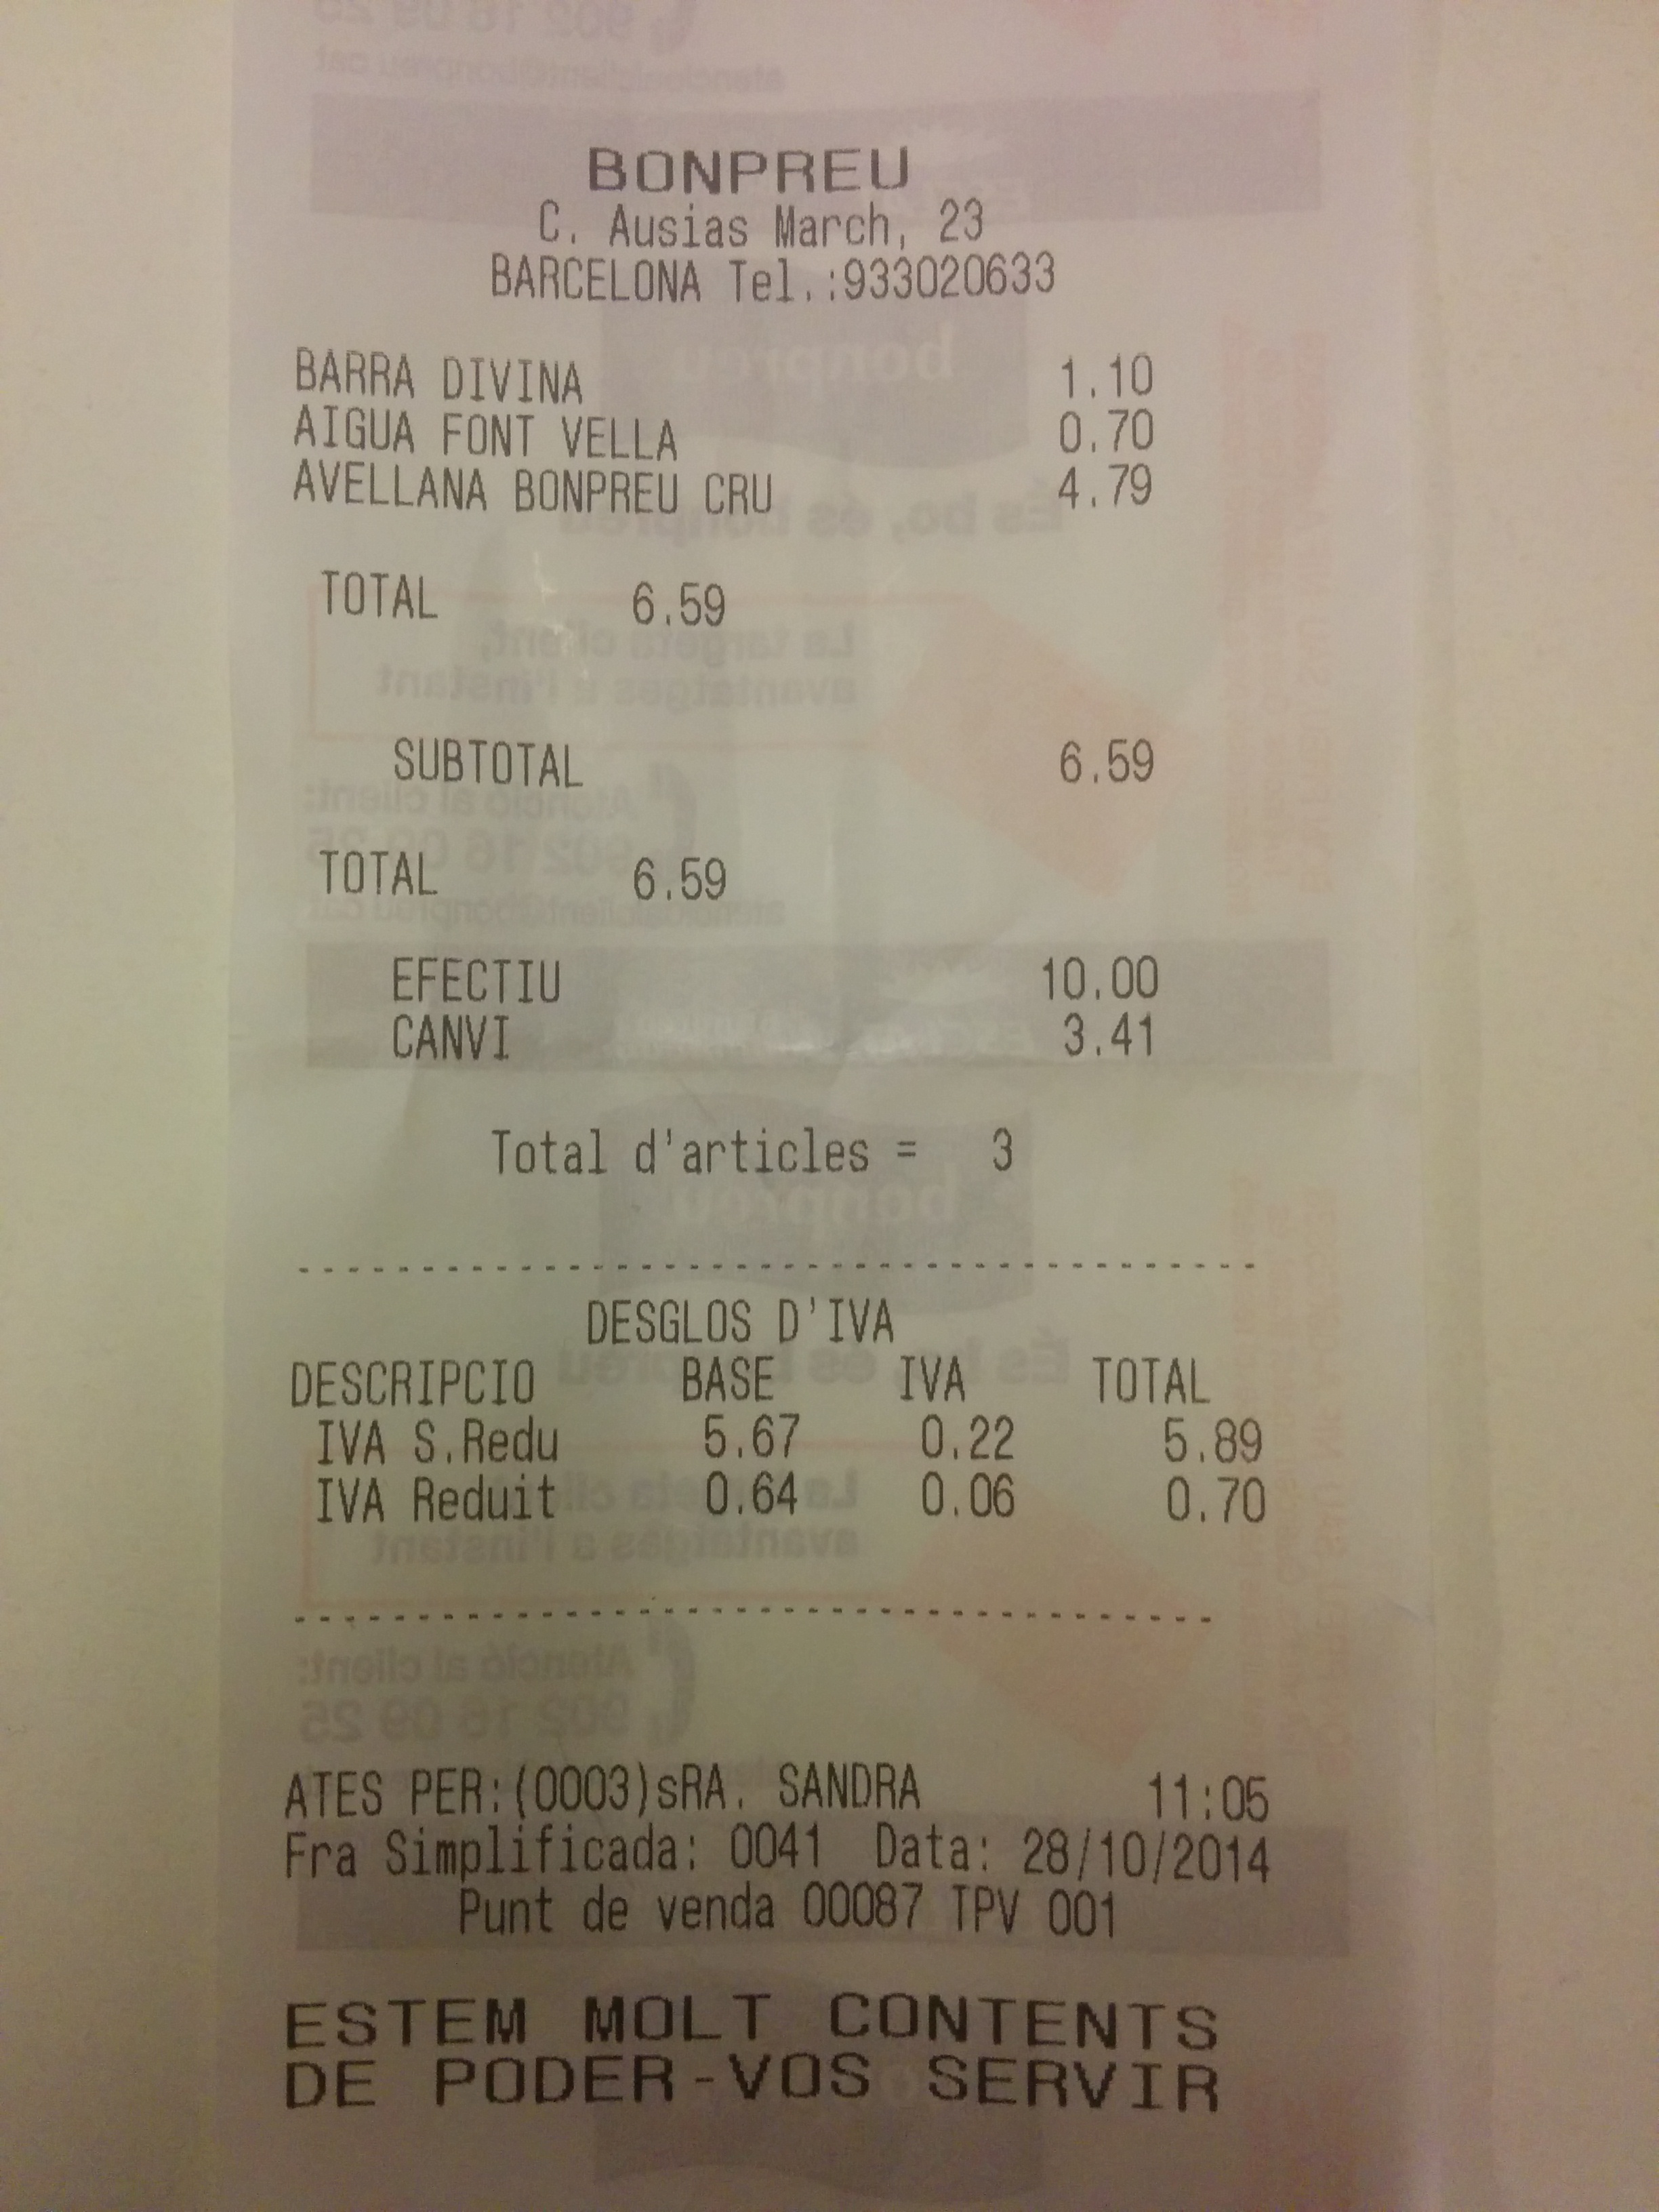 BONPREU
C. Ausias March, 23
BARCELONA Tel.:933020633
BARRA DIVINA 1.10
AIGUA FONT VELLA 0.70
AVELLANA BONPREU CRU 4.79
TOTAL 6.59
SUBTOTAL 6.59
TOTAL 6.59
EFECTIU 10.00
CANVI 3.41
Total d'articles = 3
----------------------------------------
DESGLOS D'IVA
DESCRIPCIO BASE IVA TOTAL
IVA S.Redu 5.67 0.22 5.89
IVA Reduit 0.64 0.06 0.70
----------------------------------------
ATES PER:(0003)sRA. SANDRA 11:05
Fra Simplificada: 0041 Data: 28/10/2014
Punt de venda 00087 TPV 001
ESTEM MOLT CONTENTS
DE PODER-VOS SERVIR